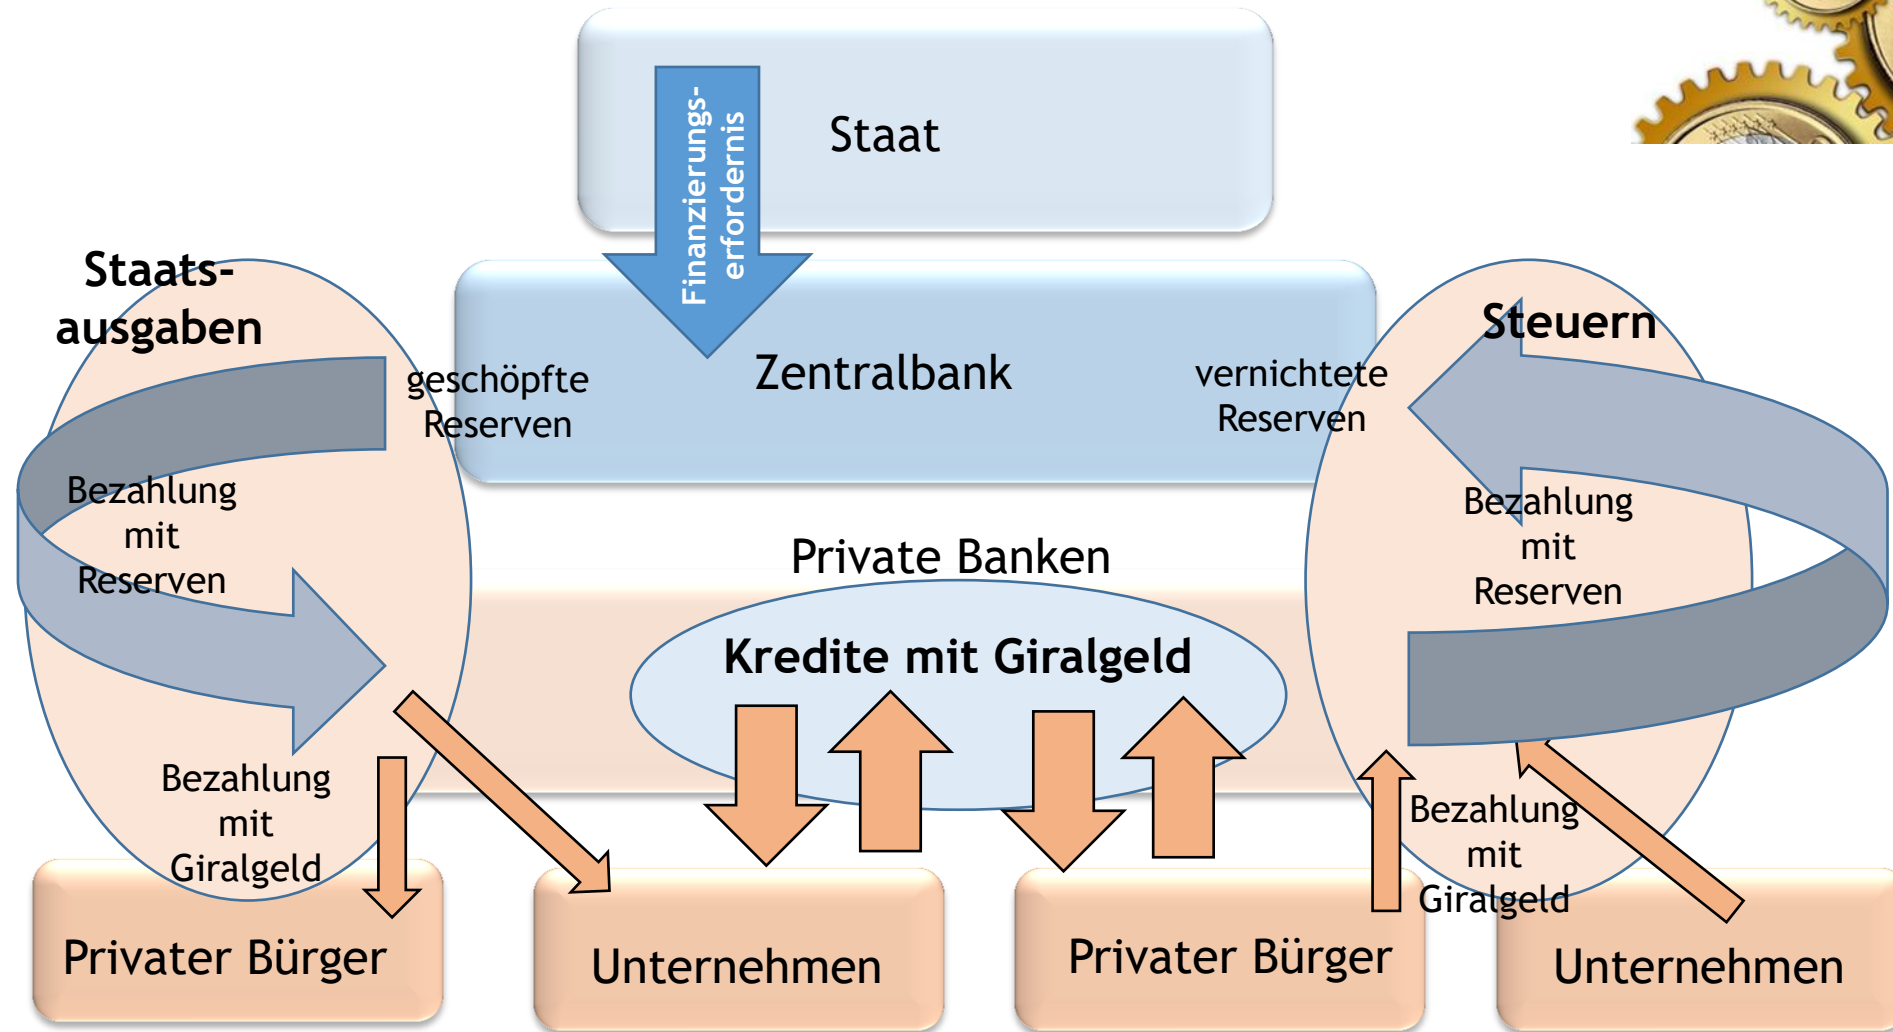 Staat
Finanzierungs-
erfordernis
Staats-
ausgaben
Steuern
geschöpfte
Reserven
Zentralbank
vernichtete
Reserven
Bezahlung
mit
Reserven
Bezahlung
mit
Reserven
Private Banken
Kredite mit Giralgeld
Bezahlung
mit
Giralgeld
Bezahlung
mit
Giralgeld
Privater Bürger
Unternehmen
Privater Bürger
Unternehmen